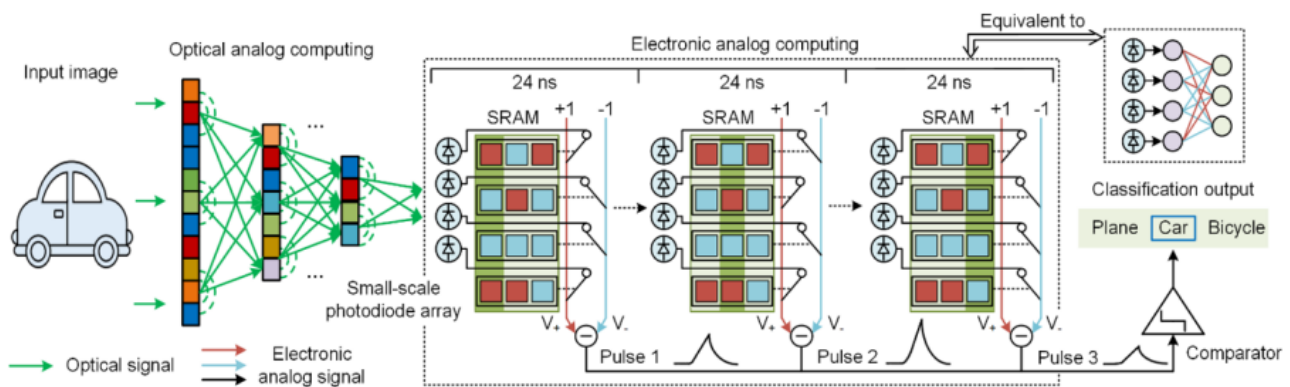 Input image
Optical analog computing
...
...
Small-scale
photodiode array
Optical signal
Electronic
analog signal
Electronic analog computing
24 ns
24 ns
24 ns
SRAM
+1
-1
SRAM
+1
-1
SRAM
+1
-1
V+
V-
V+
V-
V+
V-
Pulse 1
Pulse 2
Pulse 3
Equivalent to
Classification output
Plane
Car
Bicycle
Comparator